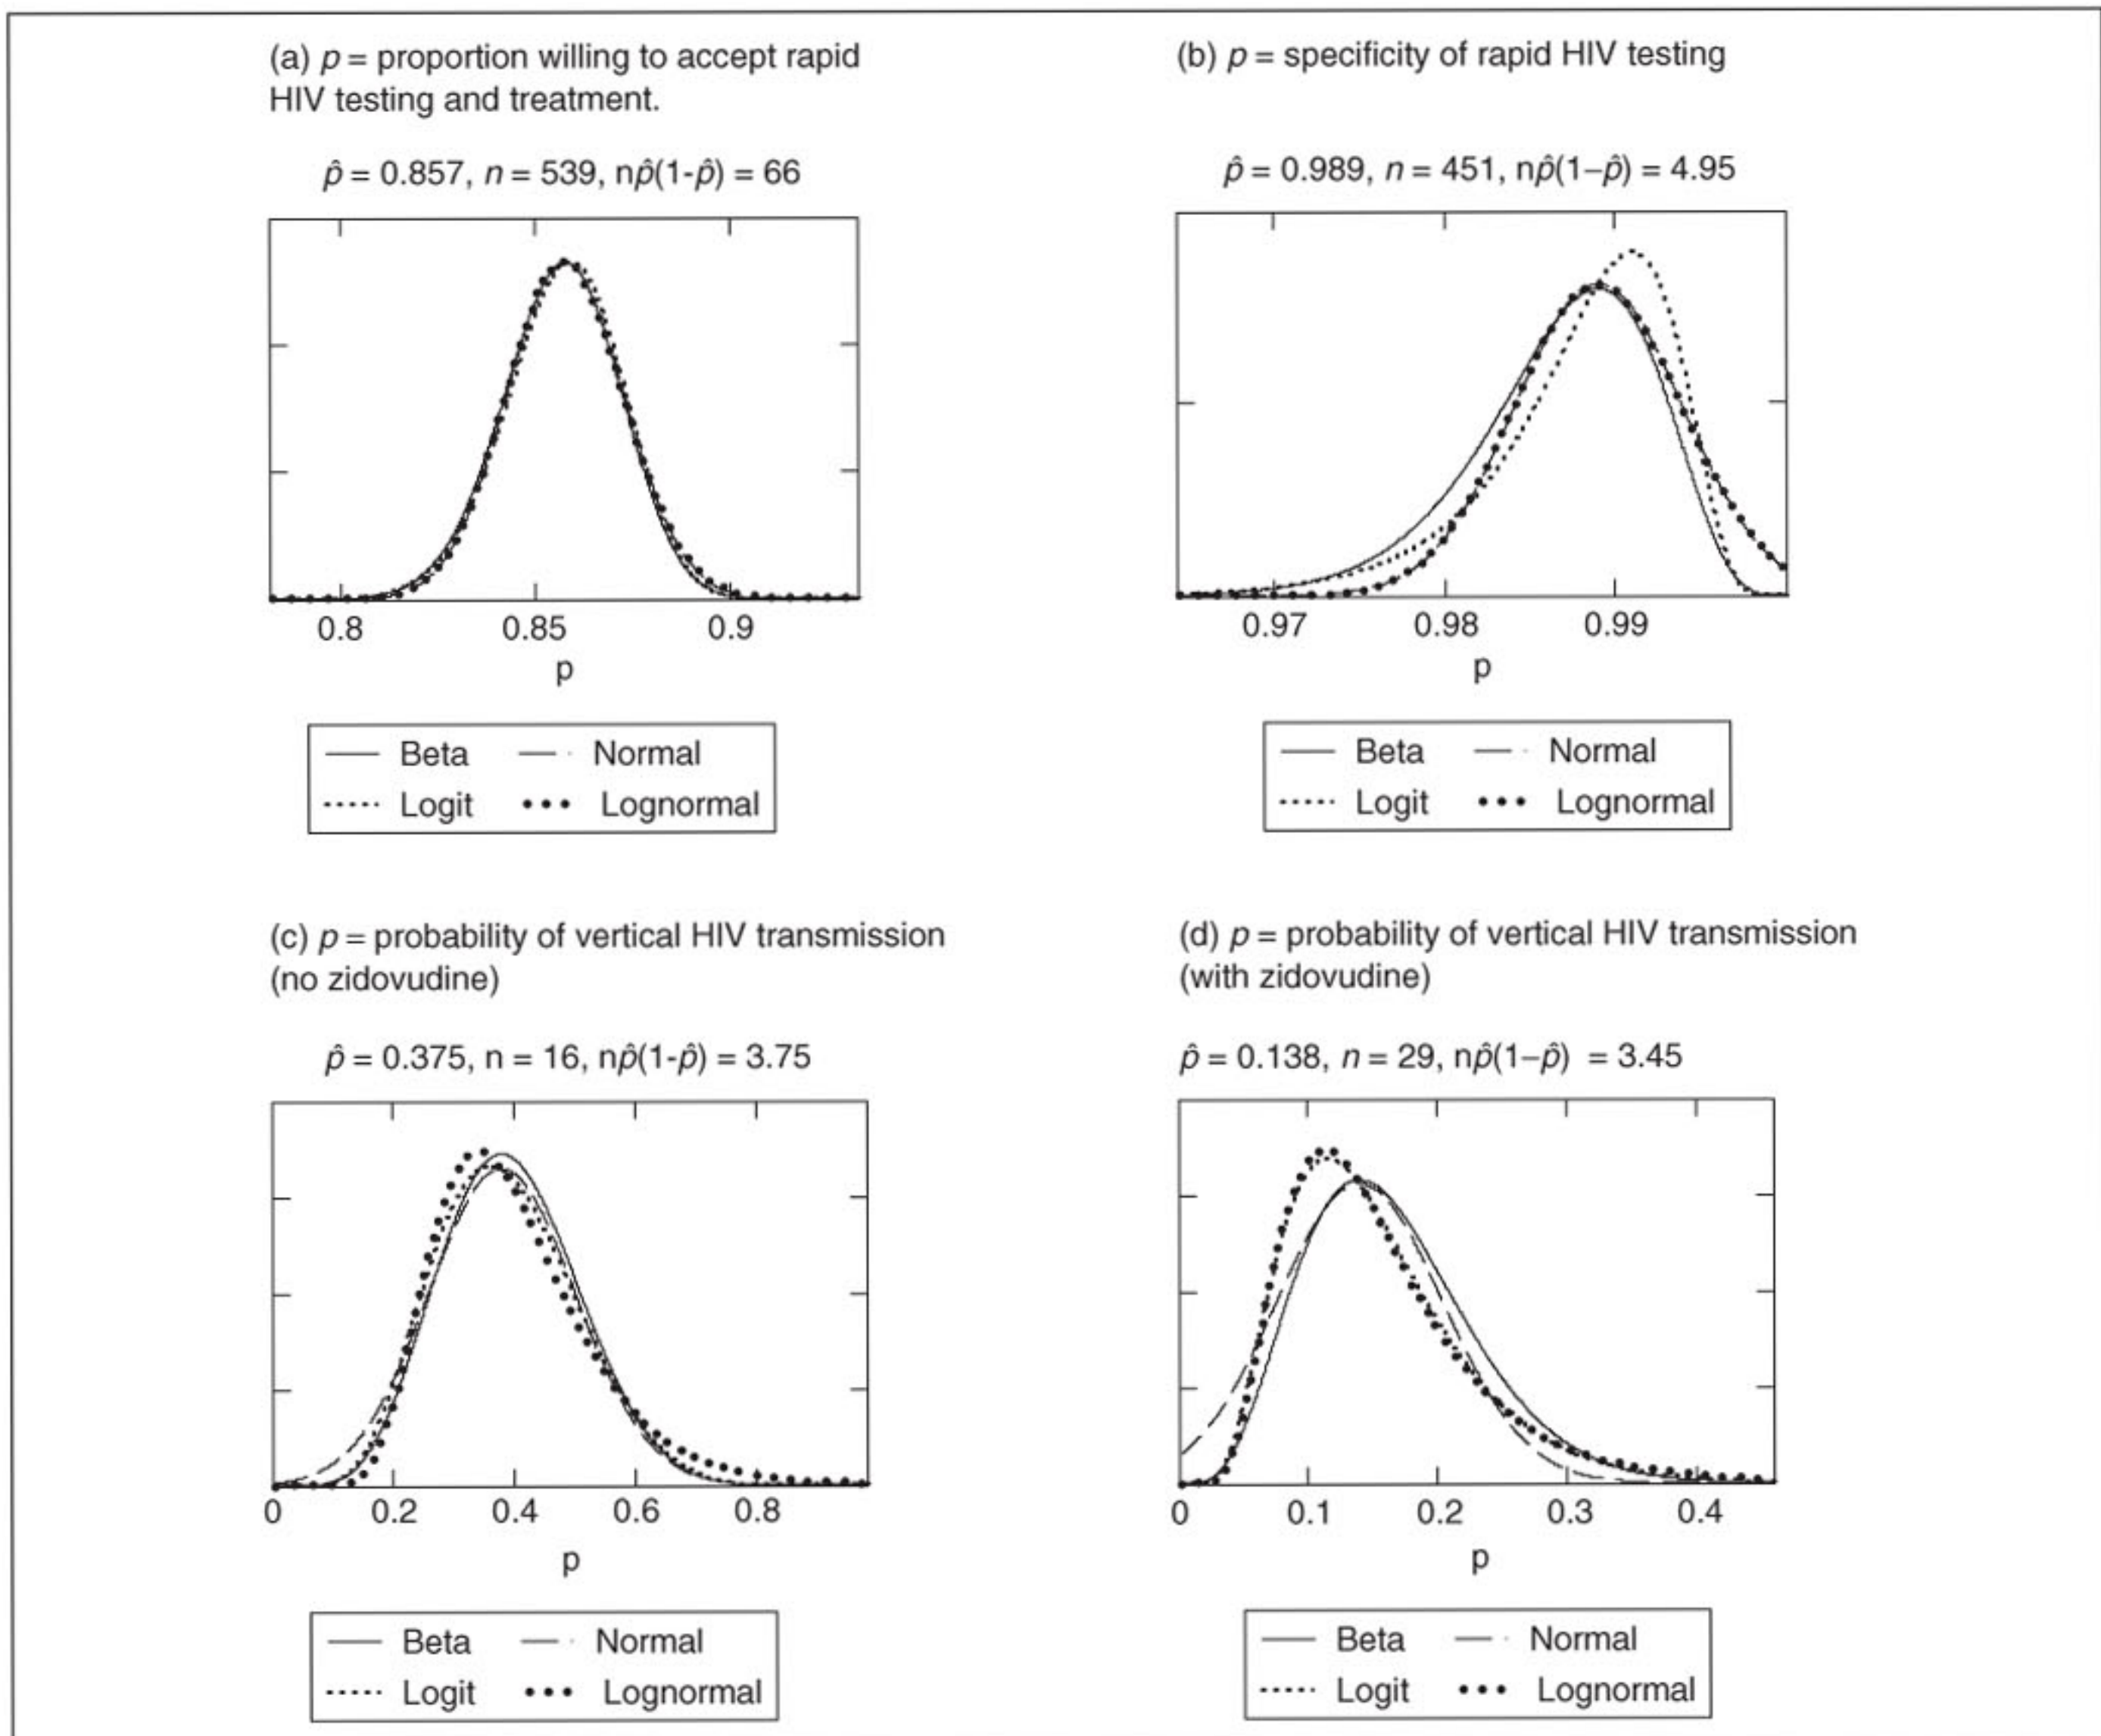 (a) p = proportion willing to accept rapid
HIV testing and treatment.
p̂ = 0.857, n = 539, np̂(1-p̂) = 66
0.8 0.85 0.9
p
Beta Normal
Logit Lognormal
(b) p = specificity of rapid HIV testing
p̂ = 0.989, n = 451, np̂(1–p̂) = 4.95
0.97 0.98 0.99
p
Beta Normal
Logit Lognormal
(c) p = probability of vertical HIV transmission
(no zidovudine)
p̂ = 0.375, n = 16, np̂(1-p̂) = 3.75
0 0.2 0.4 0.6 0.8
p
Beta Normal
Logit Lognormal
(d) p = probability of vertical HIV transmission
(with zidovudine)
p̂ = 0.138, n = 29, np̂(1–p̂) = 3.45
0 0.1 0.2 0.3 0.4
p
Beta Normal
Logit Lognormal